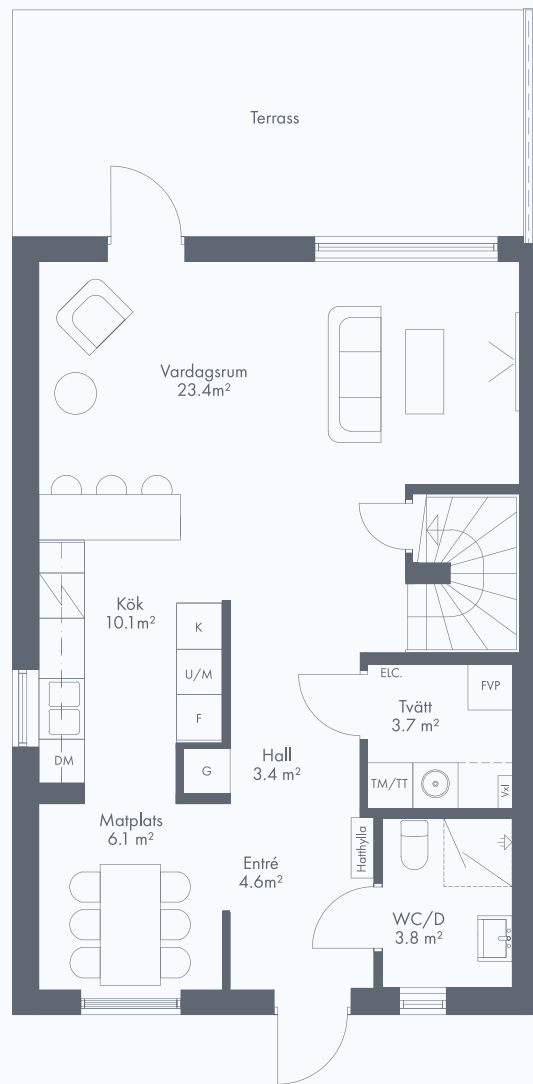 Terrass
Vardagsrum
23.4m²
Kök
10.1m²
K
U/M
F
G
DM
ELC.
FVP
Tvätt
3.7 m²
TM/TT
Vxl
Hall
3.4 m²
Matplats
6.1 m²
Hatthylla
Entré
4.6m²
WC/D
3.8 m²